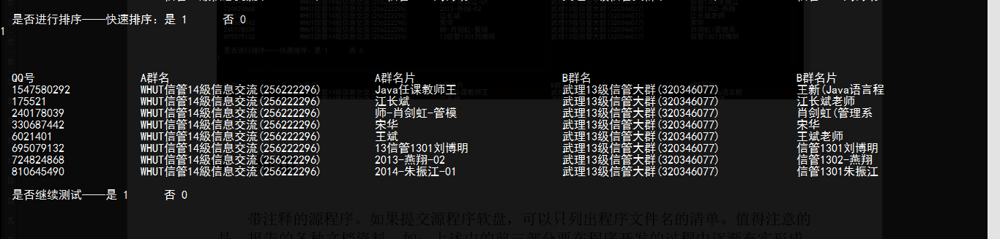 是否进行排序——快速排序：是 1 否 0
1
QQ号 A群名 A群名片 B群名 B群名片
1547580292 WHUT信管14級信息交流(256222296) Java任课教师王 武理13级信管大群(320346077) 王新(Java语言程
175521 WHUT信管14級信息交流(256222296) 江长斌 武理13级信管大群(320346077) 江长斌老师
240178039 WHUT信管14級信息交流(256222296) 师-肖剑虹-管模 武理13级信管大群(320346077) 肖剑虹(管理系
330687442 WHUT信管14級信息交流(256222296) 宋华 武理13级信管大群(320346077) 宋华
6021401 WHUT信管14級信息交流(256222296) 王斌 武理13级信管大群(320346077) 王斌老师
695079132 WHUT信管14級信息交流(256222296) 13信管1301刘博明 武理13级信管大群(320346077) 信管1301刘博明
724824868 WHUT信管14級信息交流(256222296) 2013-燕翔-02 武理13级信管大群(320346077) 信管1302-燕翔
810645490 WHUT信管14級信息交流(256222296) 2014-朱振江-01 武理13级信管大群(320346077) 信管1301朱振江
是否继续测试——是 1 否 0
带注释的源程序。如果提交源程序软盘，可以只列出程序文件名的清单。值得注意的